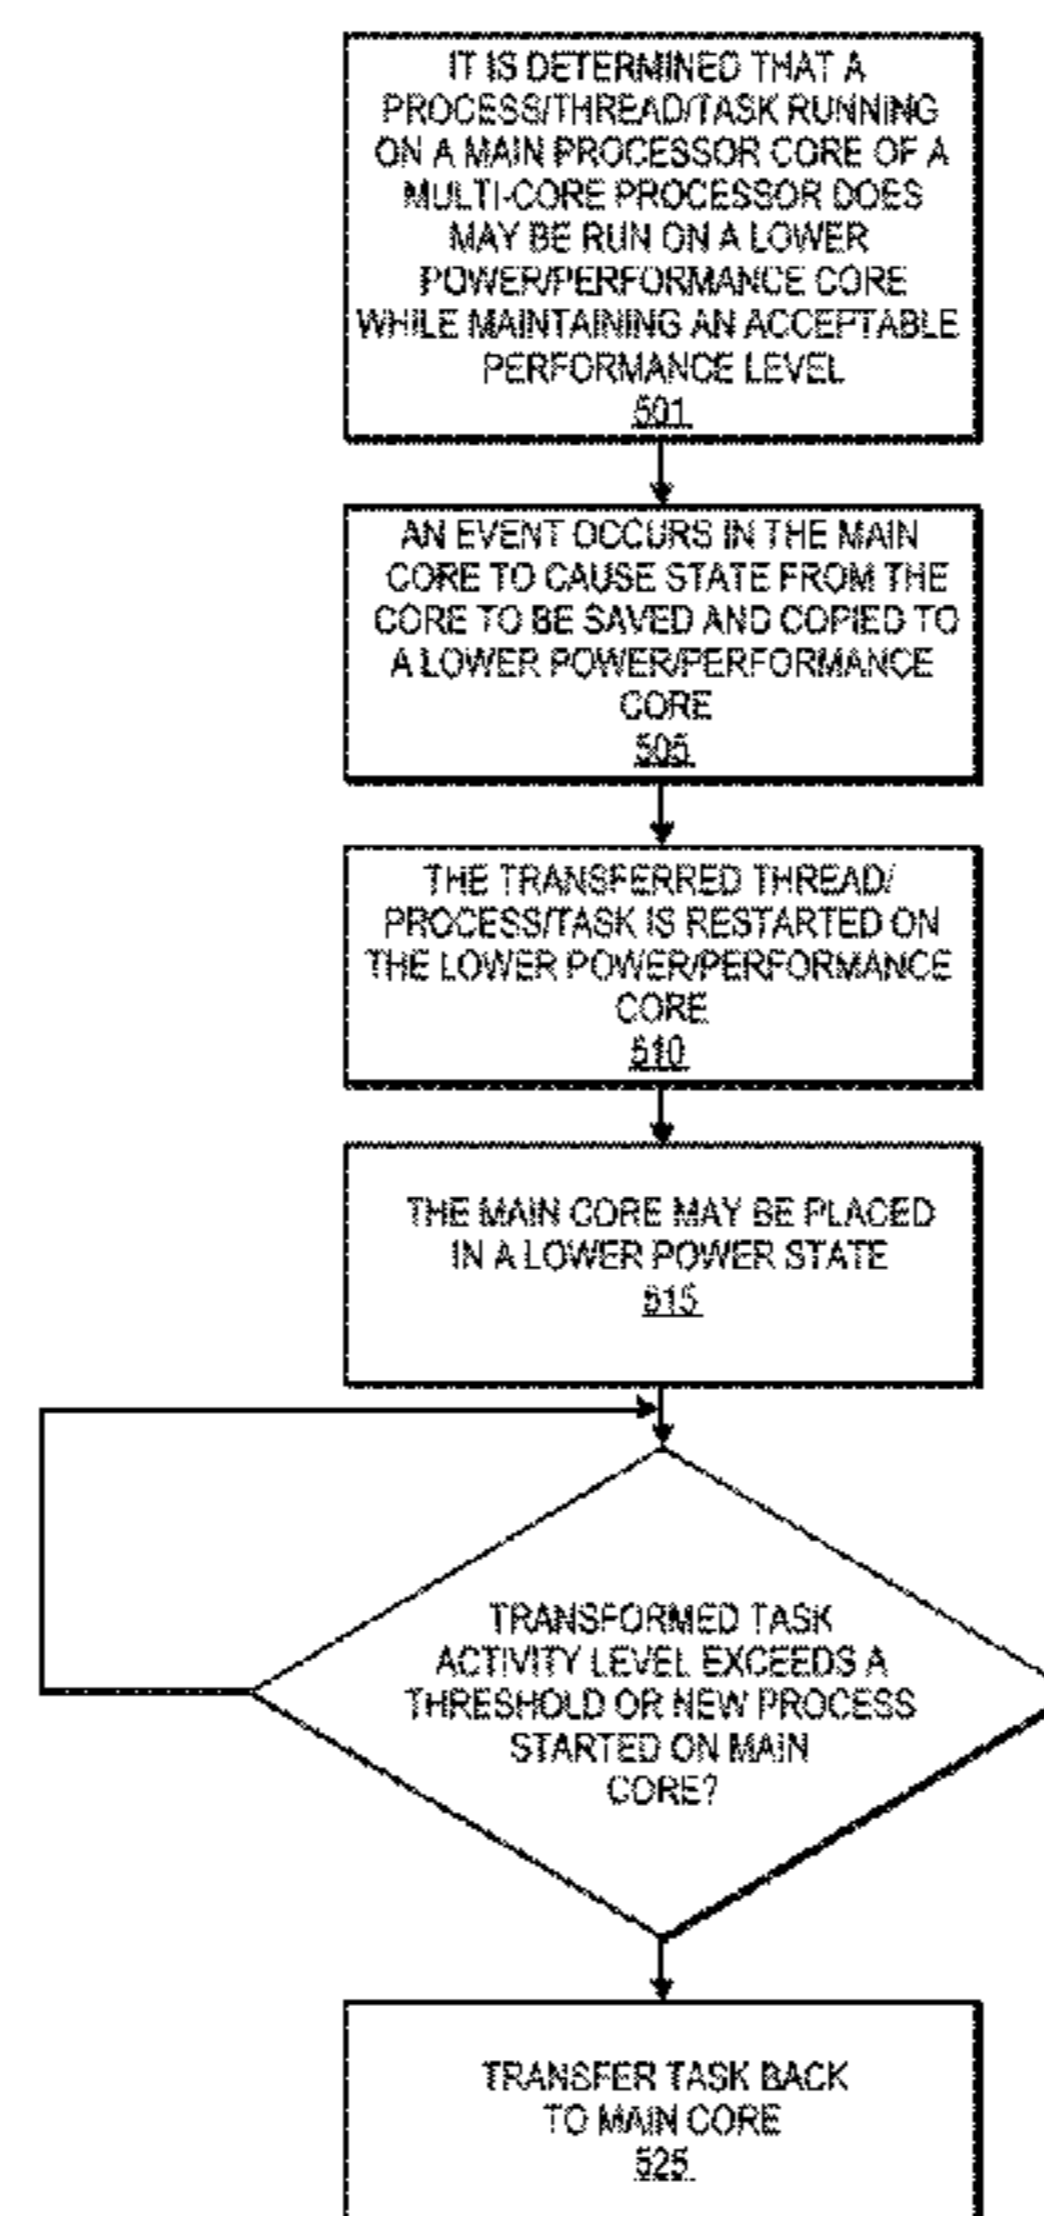 IT IS DETERMINED THAT A
PROCESS/THREAD/TASK RUNNING
ON A MAIN PROCESSOR CORE OF A
MULTI-CORE PROCESSOR DOES
MAY BE RUN ON A LOWER
POWER/PERFORMANCE CORE
WHILE MAINTAINING AN ACCEPTABLE
PERFORMANCE LEVEL
501
AN EVENT OCCURS IN THE MAIN
CORE TO CAUSE STATE FROM THE
CORE TO BE SAVED AND COPIED TO
A LOWER POWER/PERFORMANCE
CORE
505
THE TRANSFERRED THREAD/
PROCESS/TASK IS RESTARTED ON
THE LOWER POWER/PERFORMANCE
CORE
510
THE MAIN CORE MAY BE PLACED
IN A LOWER POWER STATE
515
TRANSFORMED TASK
ACTIVITY LEVEL EXCEEDS A
THRESHOLD OR NEW PROCESS
STARTED ON MAIN
CORE?
TRANSFER TASK BACK
TO MAIN CORE
525